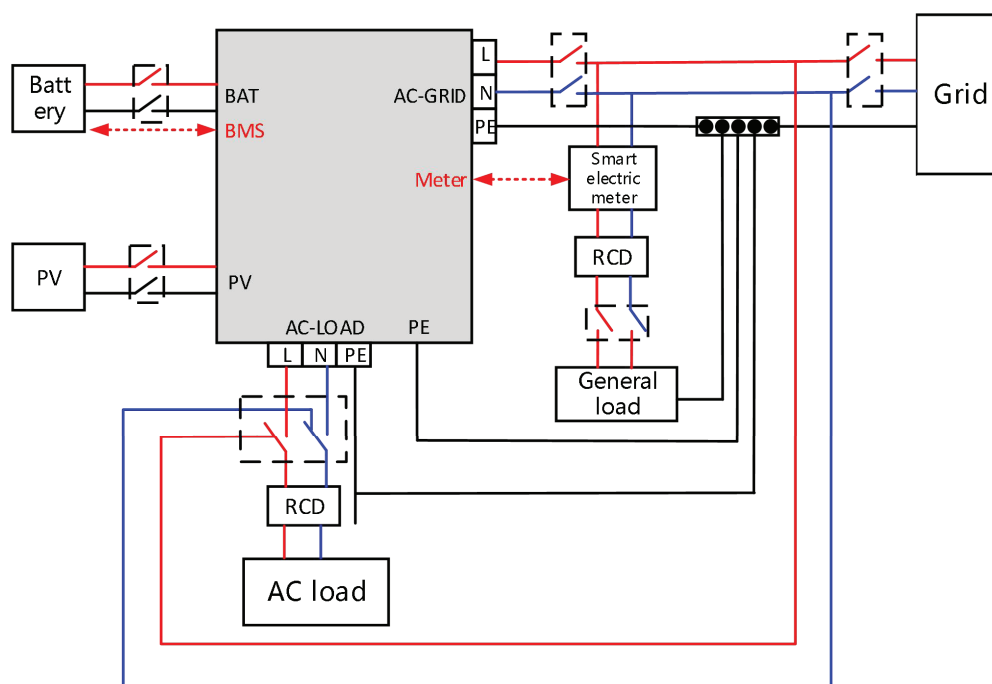 Batt
ery
BAT
BMS
AC-GRID
L
N
PE
Grid
Meter
Smart
electric
meter
RCD
PV
PV
AC-LOAD
PE
L
N
PE
General
load
RCD
AC load